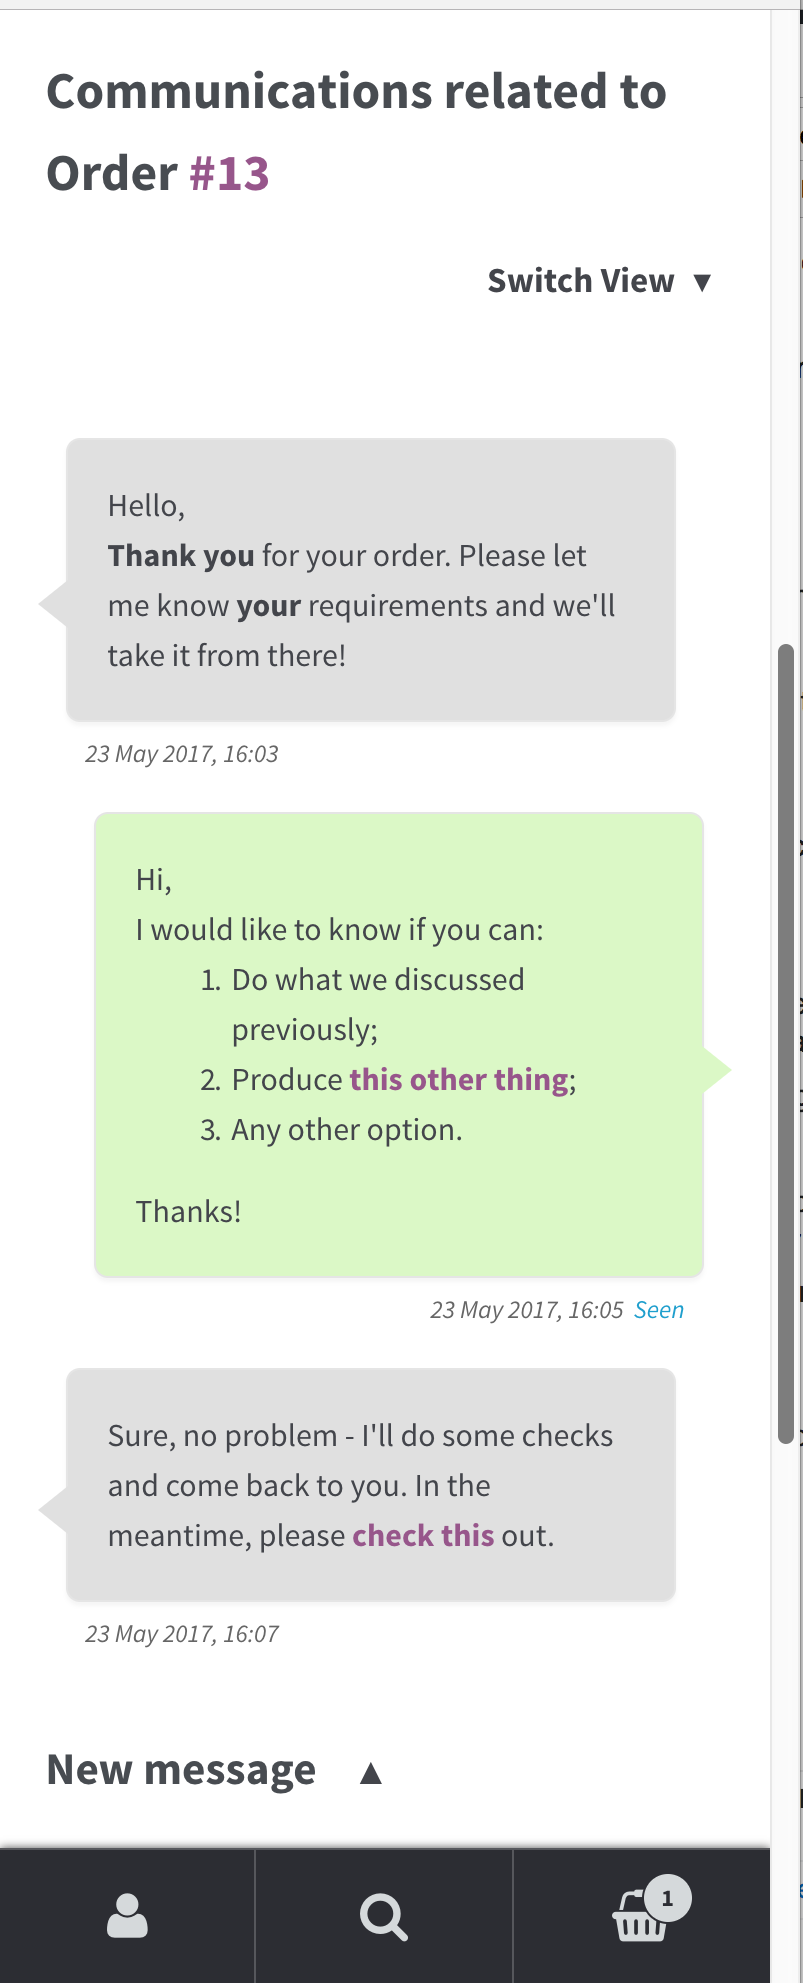 Communications related to
Order #13
Switch View ▼
Hello,
Thank you for your order. Please let
me know your requirements and we'll
take it from there!
23 May 2017, 16:03
Hi,
I would like to know if you can:
1. Do what we discussed
previously;
2. Produce this other thing;
3. Any other option.
Thanks!
23 May 2017, 16:05 Seen
Sure, no problem - I'll do some checks
and come back to you. In the
meantime, please check this out.
23 May 2017, 16:07
New message ▲
1